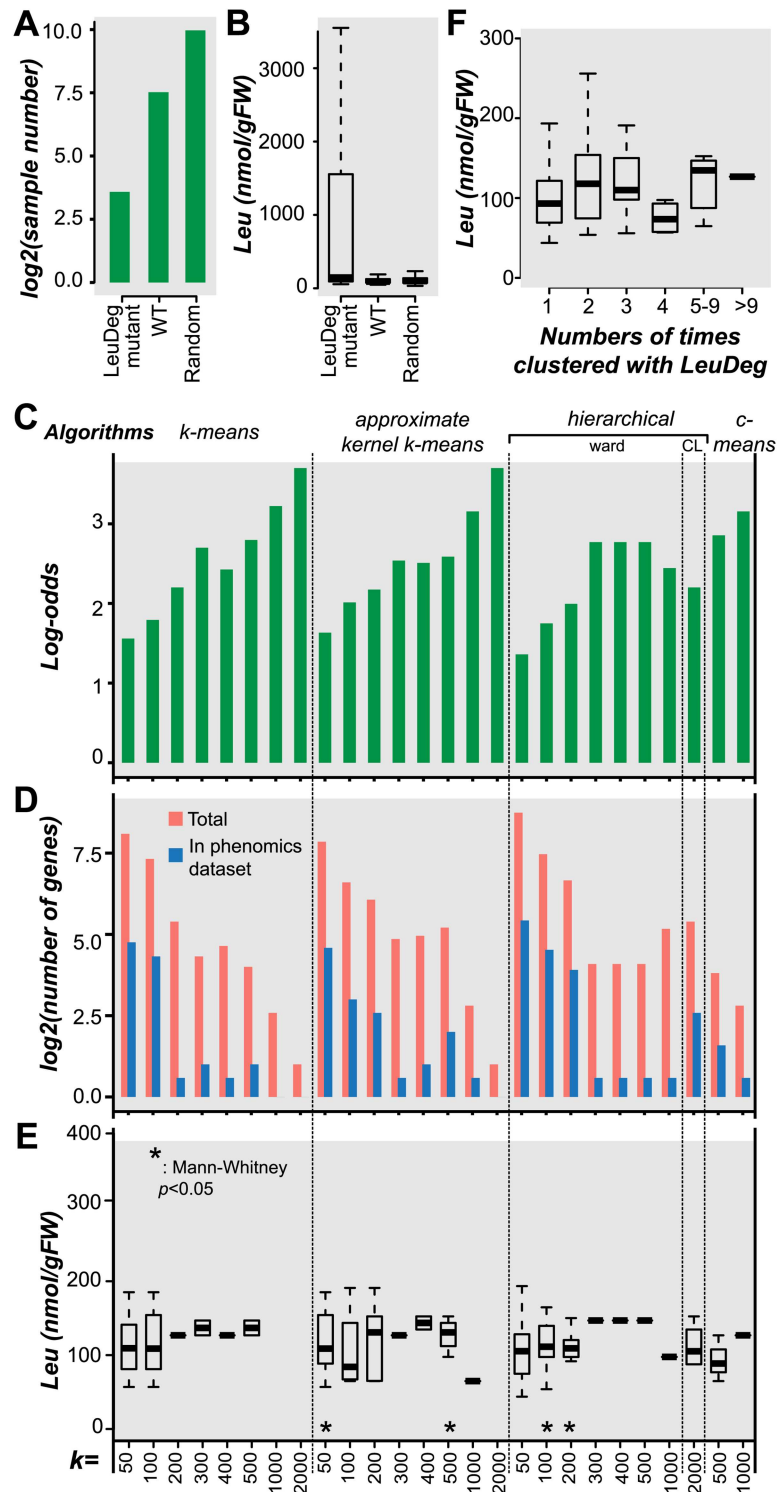 A
log2(sample number)
10.0
7.5
5.0
2.5
0.0
LeuDeg
mutant
WT
Random
B
Leu (nmol/gFW)
3000
2000
1000
0
LeuDeg
mutant
WT
Random
F
Leu (nmol/gFW)
300
200
100
0
1 2 3 4 5-9 >9
Numbers of times
clustered with LeuDeg
C
Algorithms k-means approximate
kernel k-means hierarchical
ward CL c-
means
Log-odds
3
2
1
0
D
log2(number of genes)
7.5
5.0
2.5
0.0
Total
In phenomics
dataset
E
Leu (nmol/gFW)
400
300
200
100
0
*
: Mann-Whitney
p<0.05
* * * *
k= 50 100 200 300 400 500 1000 2000 50 100 200 300 400 500 1000 2000 50 100 200 300 400 500 1000 2000 500 1000